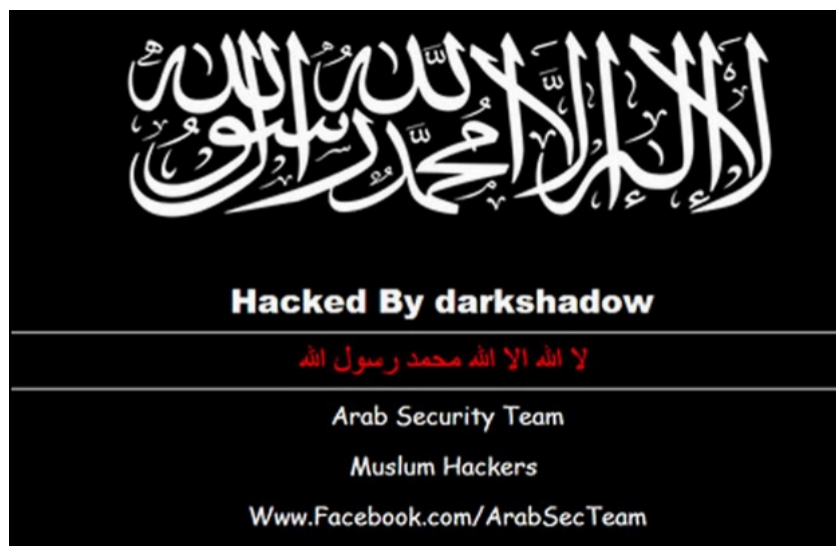 لا إله إلا الله محمد رسول الله
Hacked By darkshadow
لا الله الا الله محمد رسول الله
Arab Security Team
Muslum Hackers
Www.Facebook.com/ArabSecTeam